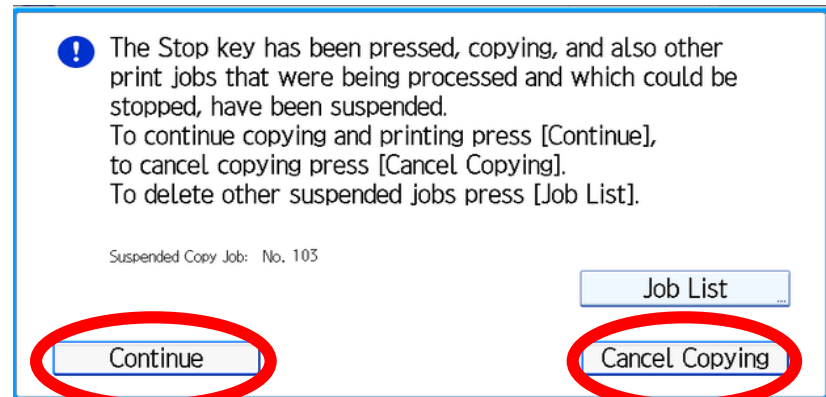 The Stop key has been pressed, copying, and also other
print jobs that were being processed and which could be
stopped, have been suspended.
To continue copying and printing press [Continue],
to cancel copying press [Cancel Copying].
To delete other suspended jobs press [Job List].
Suspended Copy Job: No. 103
Job List
Continue
Cancel Copying